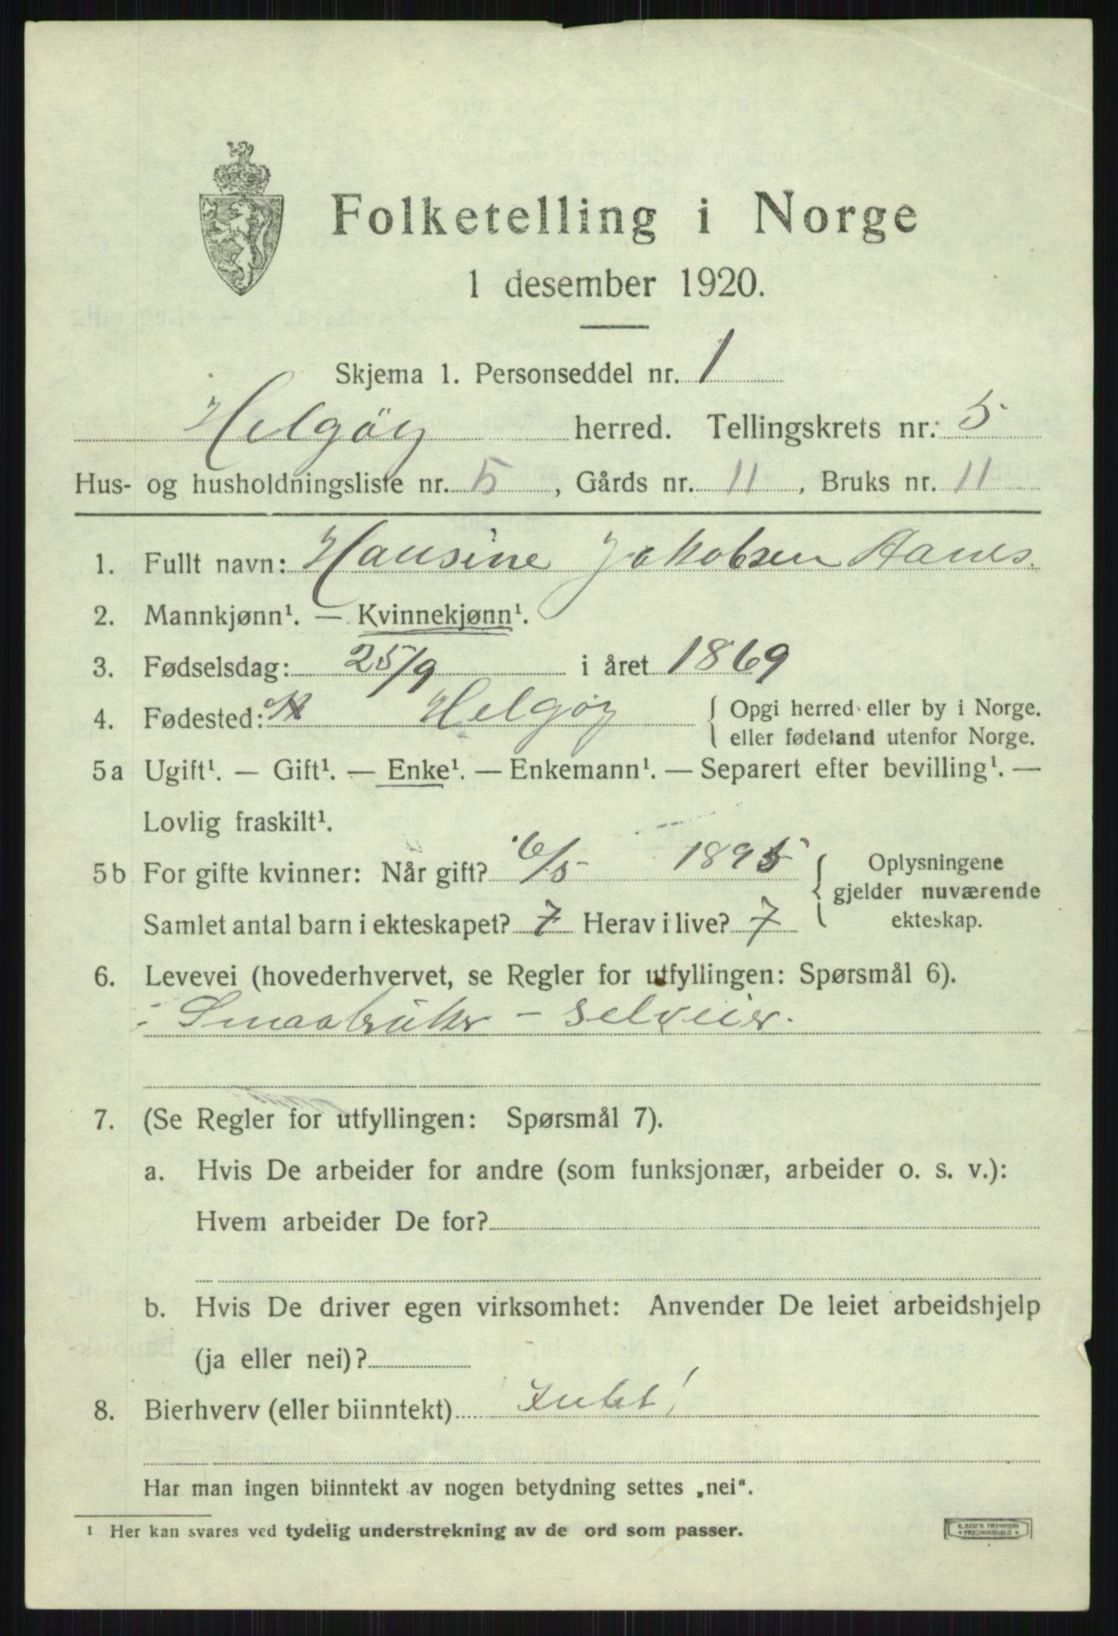 Folketelling i Norge
1 desember 1920.
Skjema 1. Personseddel nr. 1
Helgøy herred. Tellingskrets nr. 5
Hus- og husholdningsliste nr. 5, Gårds nr. 11, Bruks nr. 11
1. Fullt navn: Hansine Jakobsen Aanes.
2. Mannkjønn¹. — Kvinnekjønn¹.
3. Fødselsdag: 25/9 i året 1869
4. Fødested: Helgøy { Opgi herred eller by i Norge.
eller fødeland utenfor Norge.
5a Ugift¹. — Gift¹. — Enke¹. — Enkemann¹. — Separert efter bevilling¹. —
Lovlig fraskilt¹.
5b For gifte kvinner: Når gift? 6/5 1895 { Oplysningene
gjelder nuværende
Samlet antal barn i ekteskapet? 7 Herav i live? 7 ekteskap.
6. Levevei (hovederhvervet, se Regler for utfyllingen: Spørsmål 6).
Smaabruker - selveier.
7. (Se Regler for utfyllingen: Spørsmål 7).
a. Hvis De arbeider for andre (som funksjonær, arbeider o. s. v.):
Hvem arbeider De for?
b. Hvis De driver egen virksomhet: Anvender De leiet arbeidshjelp
(ja eller nei)?
8. Bierhverv (eller biinntekt) Intet!
Har man ingen biinntekt av nogen betydning settes „nei“.
¹ Her kan svares ved tydelig understrekning av de ord som passer.